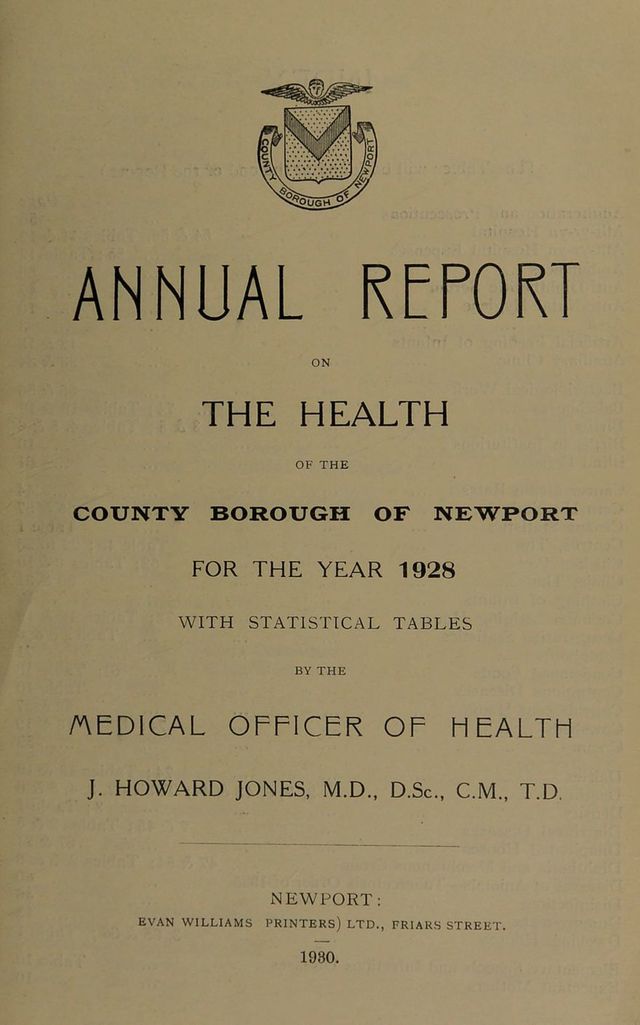 COUNTY BOROUGH OF NEWPORT
ANNUAL REPORT
ON
THE HEALTH
OF THE
COUNTY BOROUGH OF NEWPORT
FOR THE YEAR 1928
WITH STATISTICAL TABLES
BY THE
MEDICAL OFFICER OF HEALTH
J. HOWARD JONES, M.D., D.Sc., C.M., T.D.
NEWPORT:
EVAN WILLIAMS PRINTERS) LTD., FRIARS STREET.
1930.